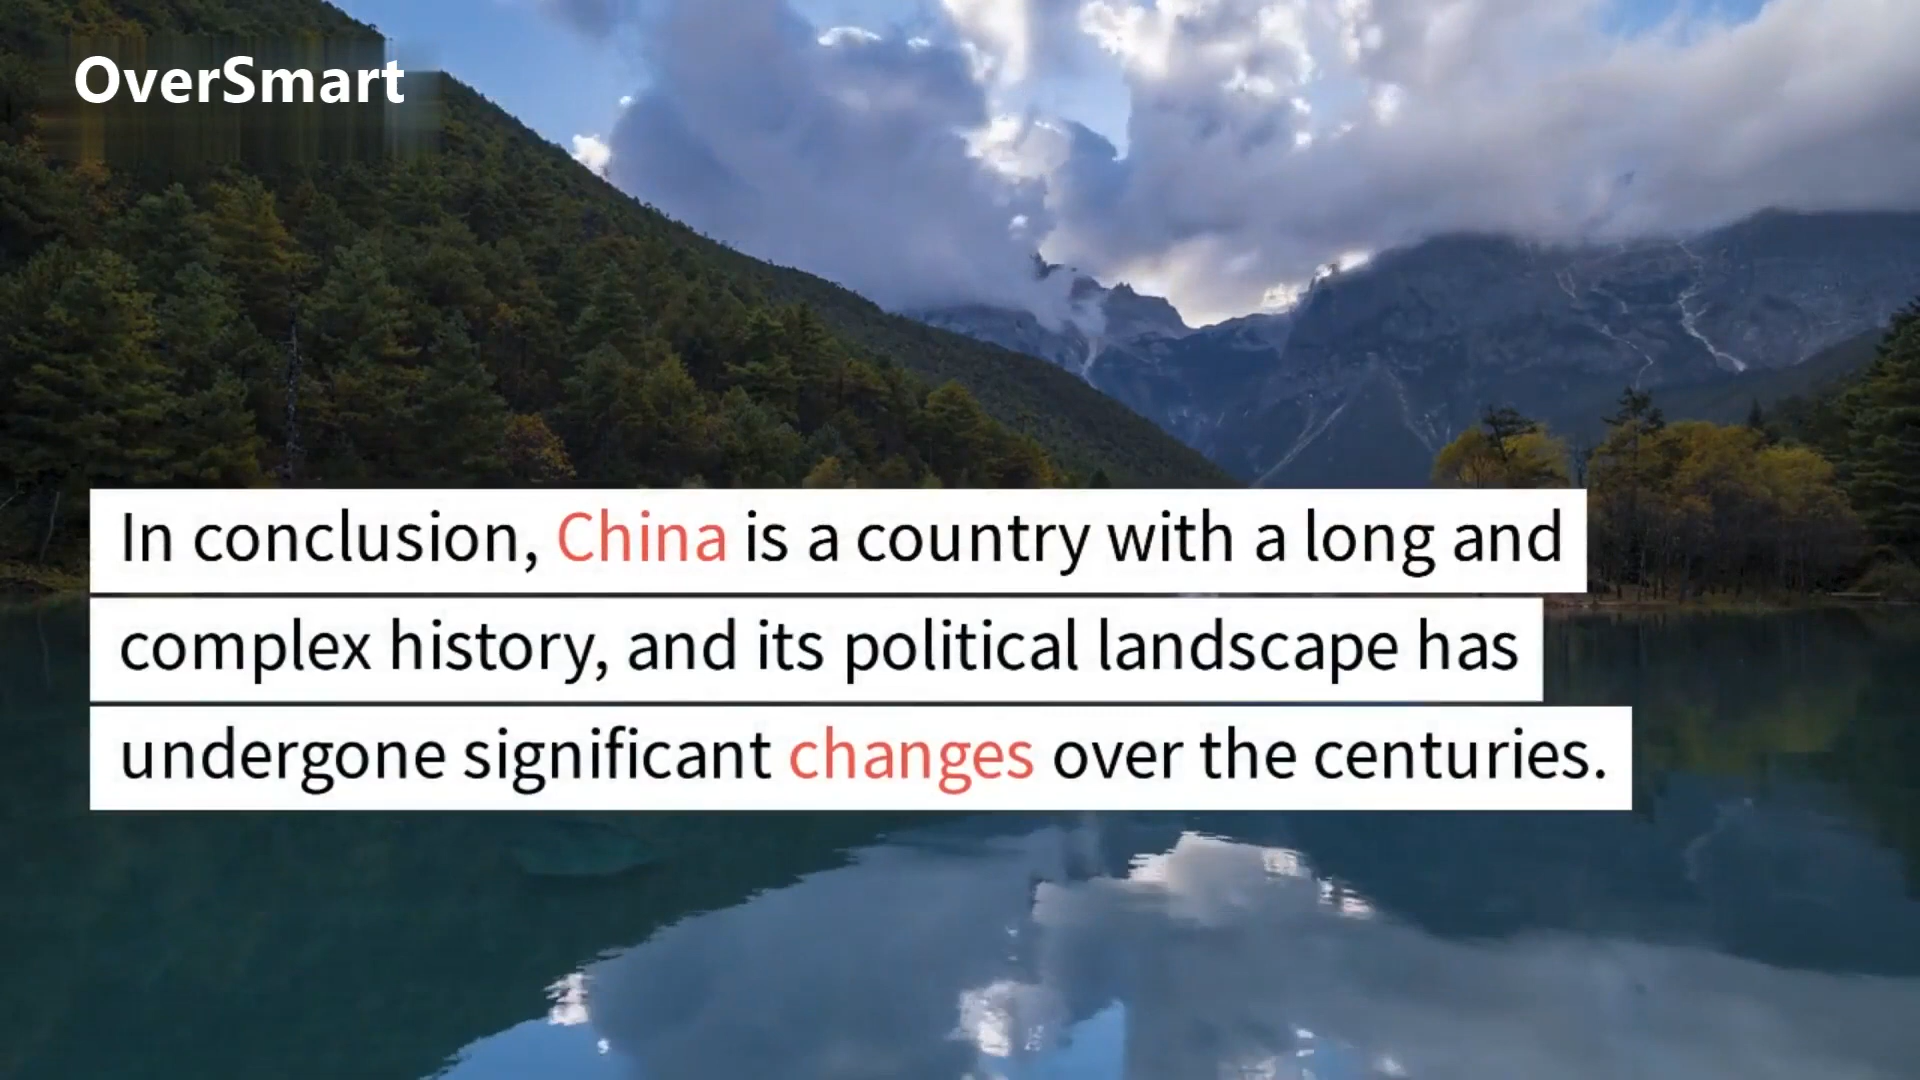 OverSmart
In conclusion, China is a country with a long and
complex history, and its political landscape has
undergone significant changes over the centuries.